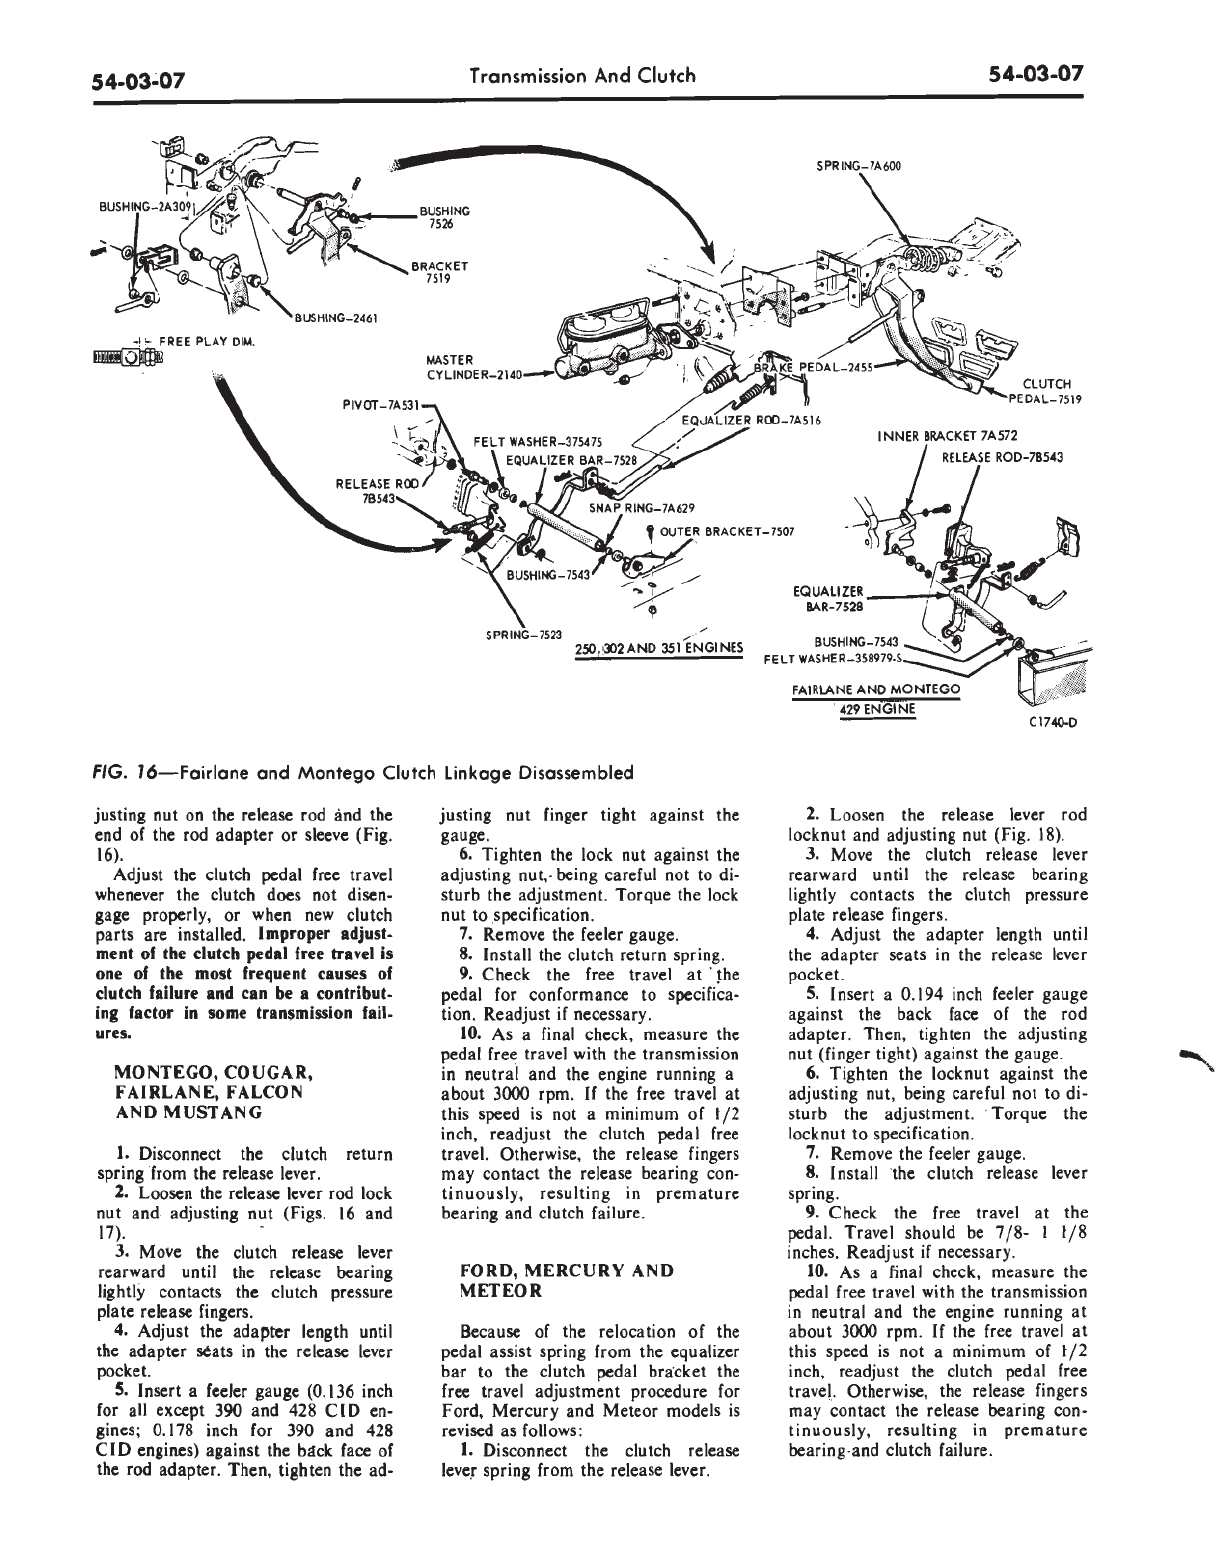 54-03-07
Transmission And Clutch
54-03-07
SPRING-7A600
BUSHING-2A309
BUSHING
7526
BRACKET
7519
BUSHING-2461
FREE PLAY DIM.
MASTER
CYLINDER-2140
BRAKE PEDAL-2455
CLUTCH
PEDAL-7519
PIVOT-7A531
EQUALIZER ROD-7A516
FELT WASHER-375475
EQUALIZER BAR-7528
INNER BRACKET 7A572
RELEASE ROD-7B543
RELEASE ROD
7B543
SNAP RING-7A629
OUTER BRACKET-7507
BUSHING-7543
EQUALIZER
BAR-7528
SPRING-7523
250, 302 AND 351 ENGINES
BUSHING-7543
FELT WASHER-358979-S
FAIRLANE AND MONTEGO
429 ENGINE
C1740-D
FIG. 16—Fairlane and Montego Clutch Linkage Disassembled
justing nut on the release rod and the
end of the rod adapter or sleeve (Fig.
16).
Adjust the clutch pedal free travel
whenever the clutch does not disen-
gage properly, or when new clutch
parts are installed. Improper adjust-
ment of the clutch pedal free travel is
one of the most frequent causes of
clutch failure and can be a contribut-
ing factor in some transmission fail-
ures.
MONTEGO, COUGAR,
FAIRLANE, FALCON
AND MUSTANG
1. Disconnect the clutch return
spring from the release lever.
2. Loosen the release lever rod lock
nut and adjusting nut (Figs. 16 and
17).
3. Move the clutch release lever
rearward until the release bearing
lightly contacts the clutch pressure
plate release fingers.
4. Adjust the adapter length until
the adapter seats in the release lever
pocket.
5. Insert a feeler gauge (0.136 inch
for all except 390 and 428 CID en-
gines; 0.178 inch for 390 and 428
CID engines) against the back face of
the rod adapter. Then, tighten the ad-
justing nut finger tight against the
gauge.
6. Tighten the lock nut against the
adjusting nut, being careful not to di-
sturb the adjustment. Torque the lock
nut to specification.
7. Remove the feeler gauge.
8. Install the clutch return spring.
9. Check the free travel at the
pedal for conformance to specifica-
tion. Readjust if necessary.
10. As a final check, measure the
pedal free travel with the transmission
in neutral and the engine running a
about 3000 rpm. If the free travel at
this speed is not a minimum of 1/2
inch, readjust the clutch pedal free
travel. Otherwise, the release fingers
may contact the release bearing con-
tinuously, resulting in premature
bearing and clutch failure.
FORD, MERCURY AND
METEOR
Because of the relocation of the
pedal assist spring from the equalizer
bar to the clutch pedal bracket the
free travel adjustment procedure for
Ford, Mercury and Meteor models is
revised as follows:
1. Disconnect the clutch release
lever spring from the release lever.
2. Loosen the release lever rod
locknut and adjusting nut (Fig. 18).
3. Move the clutch release lever
rearward until the release bearing
lightly contacts the clutch pressure
plate release fingers.
4. Adjust the adapter length until
the adapter seats in the release lever
pocket.
5. Insert a 0.194 inch feeler gauge
against the back face of the rod
adapter. Then, tighten the adjusting
nut (finger tight) against the gauge.
6. Tighten the locknut against the
adjusting nut, being careful not to di-
sturb the adjustment. Torque the
locknut to specification.
7. Remove the feeler gauge.
8. Install the clutch release lever
spring.
9. Check the free travel at the
pedal. Travel should be 7/8- 1 1/8
inches. Readjust if necessary.
10. As a final check, measure the
pedal free travel with the transmission
in neutral and the engine running at
about 3000 rpm. If the free travel at
this speed is not a minimum of 1/2
inch, readjust the clutch pedal free
travel. Otherwise, the release fingers
may contact the release bearing con-
tinuously, resulting in premature
bearing and clutch failure.